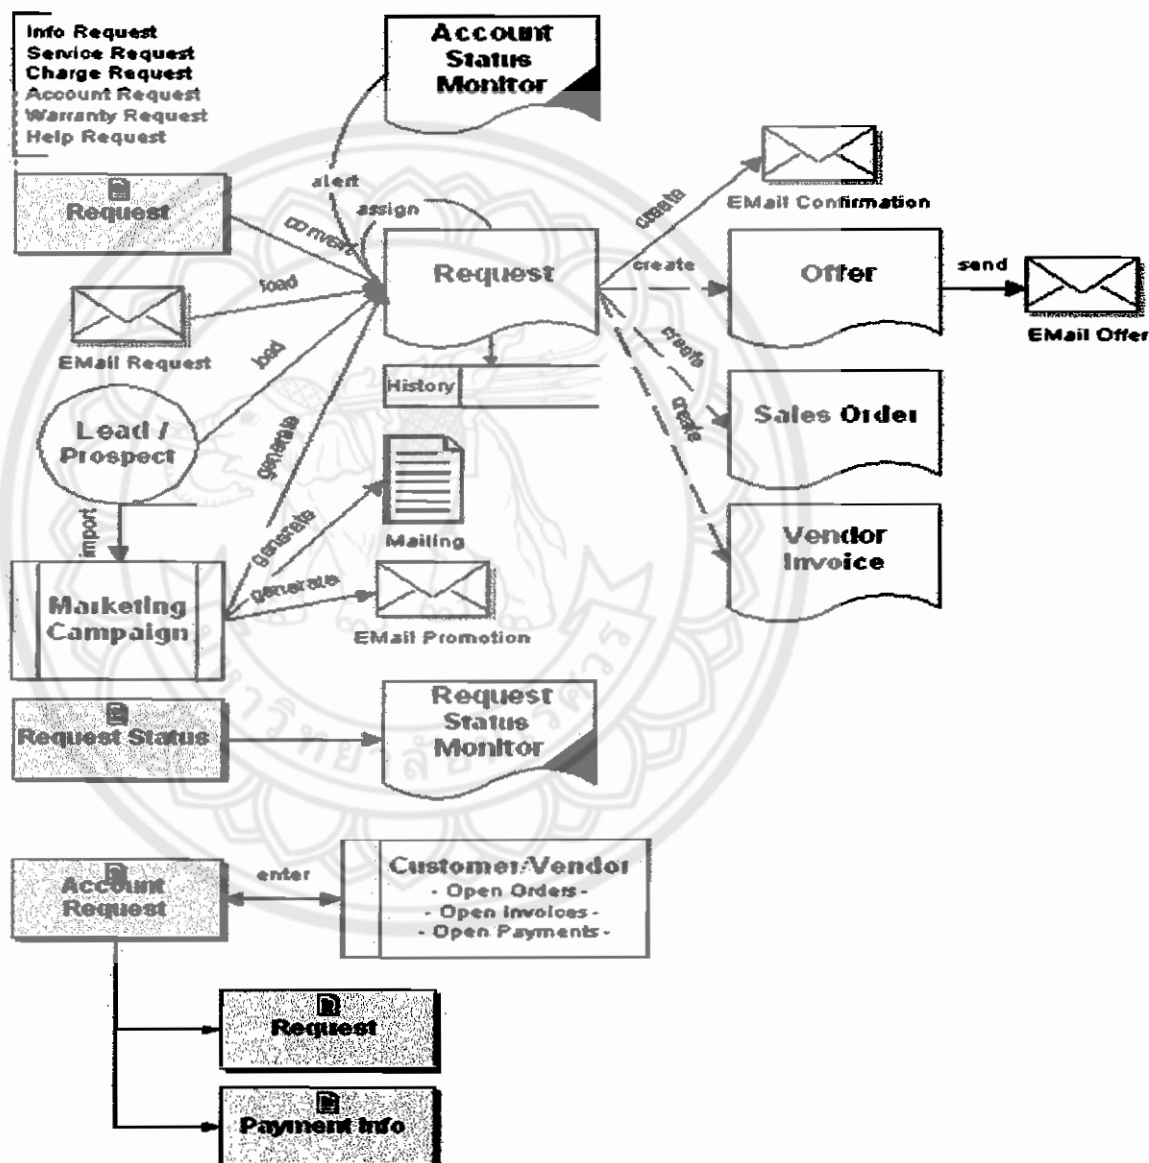 Info Request
Service Request
Charge Request
Account Request
Warranty Request
Help Request
Account
Status
Monitor
alert
assign
Request
convert
load
EMail Request
load
Lead /
Prospect
import
generate
Marketing
Campaign
generate
Mailing
generate
EMail Promotion
Request
History
create
EMail Confirmation
create
Offer
send
EMail Offer
create
Sales Order
create
Vendor
Invoice
Request Status
Request
Status
Monitor
Account
Request
enter
Customer/Vendor
- Open Orders -
- Open Invoices -
- Open Payments -
Request
Payment Info